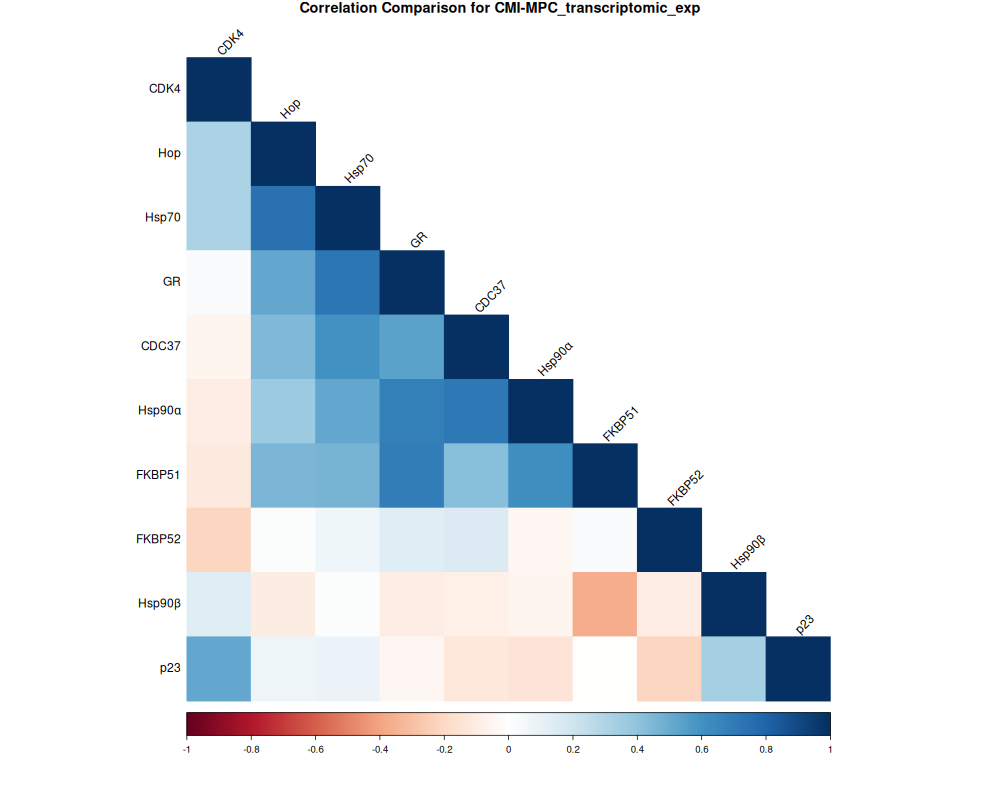 Correlation Comparison for CMI-MPC_transcriptomic_exp
CDK4
CDK4
Hop
Hop
Hsp70
Hsp70
GR
GR
CDC37
CDC37
Hsp90α
Hsp90α
FKBP51
FKBP51
FKBP52
FKBP52
Hsp90β
Hsp90β
p23
p23
-1 -0.8 -0.6 -0.4 -0.2 0 0.2 0.4 0.6 0.8 1